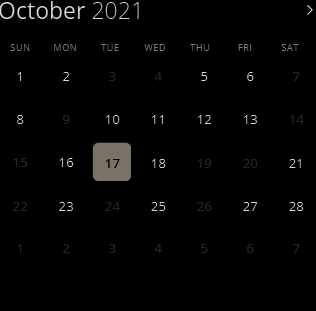 October 2021 >
SUN MON TUE WED THU FRI SAT
1 2 3 4 5 6 7
8 9 10 11 12 13 14
15 16 17 18 19 20 21
22 23 24 25 26 27 28
1 2 3 4 5 6 7